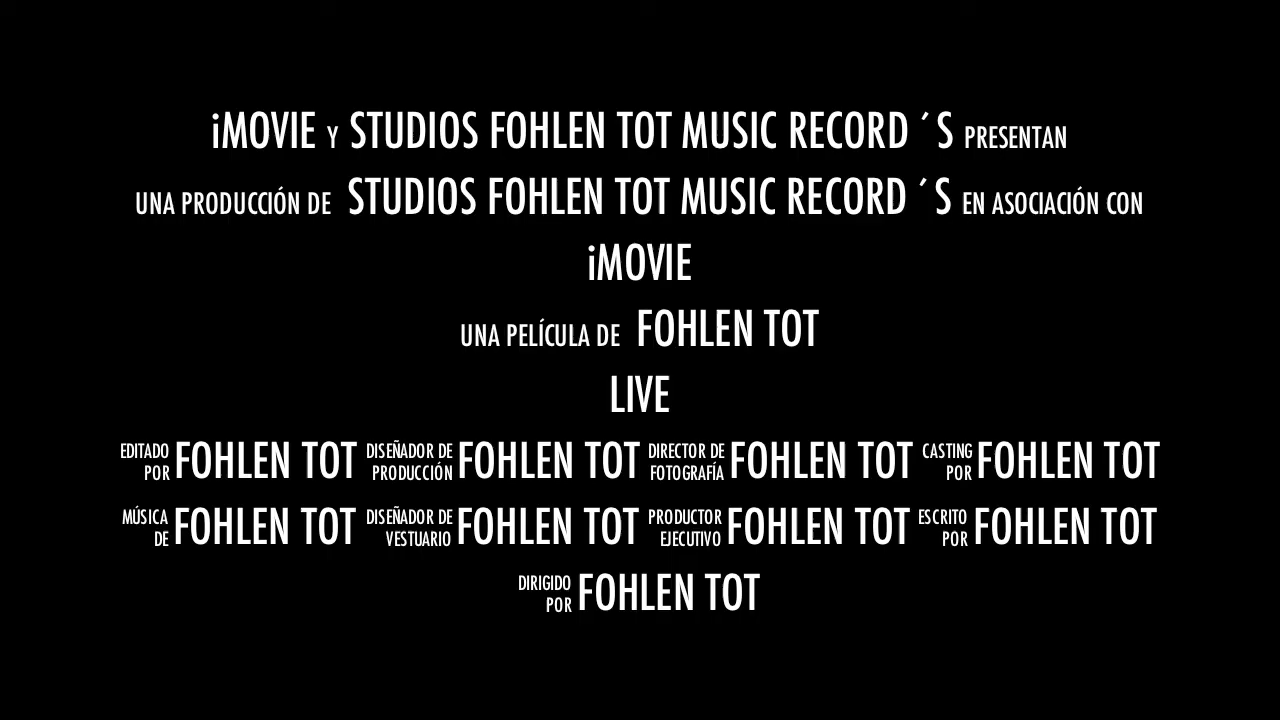 iMOVIE Y STUDIOS FOHLEN TOT MUSIC RECORD ´S PRESENTAN
UNA PRODUCCIÓN DE STUDIOS FOHLEN TOT MUSIC RECORD ´S EN ASOCIACIÓN CON
iMOVIE
UNA PELÍCULA DE FOHLEN TOT
LIVE
EDITADO POR FOHLEN TOT DISEÑADOR DE PRODUCCIÓN FOHLEN TOT DIRECTOR DE FOTOGRAFÍA FOHLEN TOT CASTING POR FOHLEN TOT
MÚSICA DE FOHLEN TOT DISEÑADOR DE VESTUARIO FOHLEN TOT PRODUCTOR EJECUTIVO FOHLEN TOT ESCRITO POR FOHLEN TOT
DIRIGIDO POR FOHLEN TOT